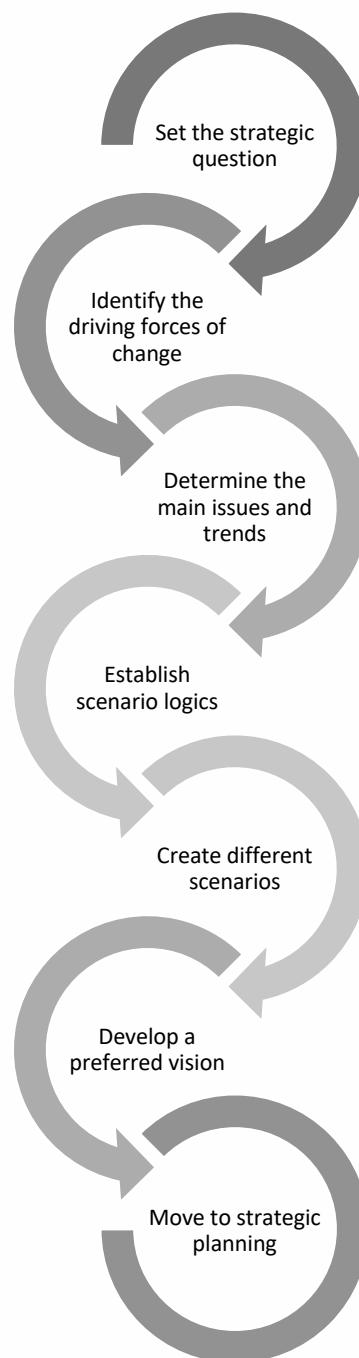 Set the strategic
question
Identify the
driving forces of
change
Determine the
main issues and
trends
Establish
scenario logics
Create different
scenarios
Develop a
preferred vision
Move to strategic
planning